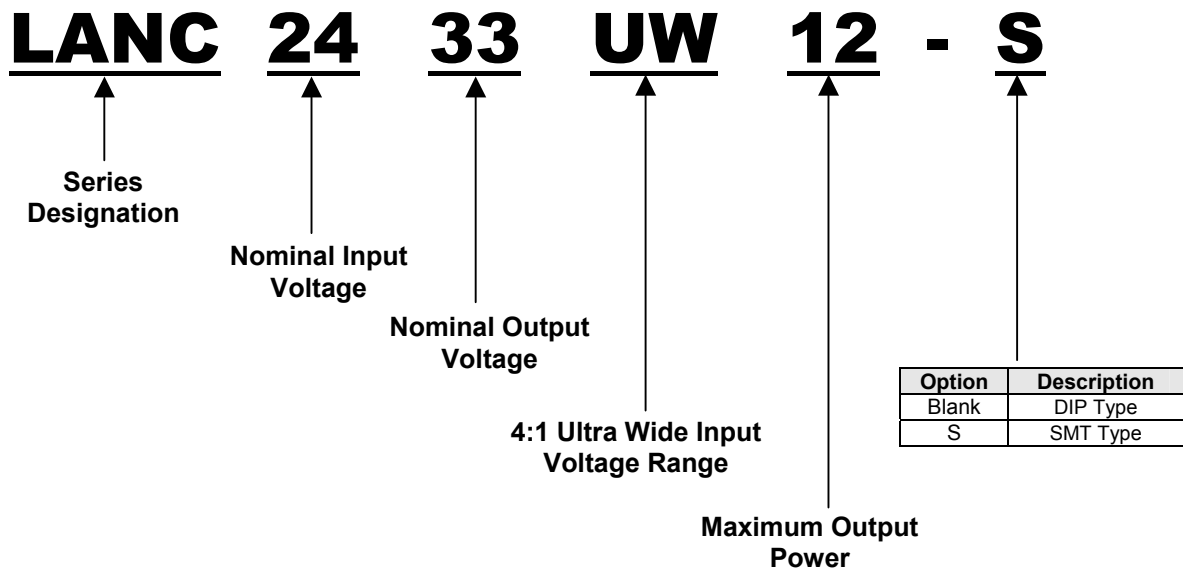 LANC 24 33 UW 12 - S
Series
Designation
Nominal Input
Voltage
Nominal Output
Voltage
4:1 Ultra Wide Input
Voltage Range
Maximum Output
Power
Option Description
Blank DIP Type
S SMT Type